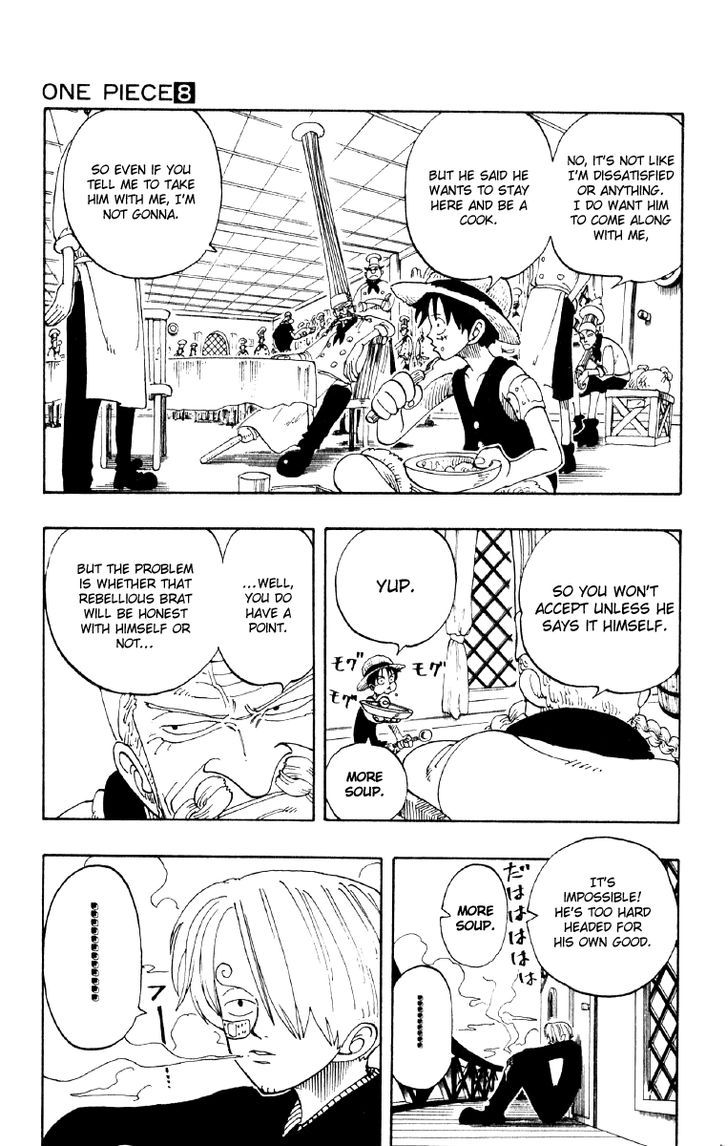 ONE PIECE 8
NO, IT'S NOT LIKE
I'M DISSATISFIED
OR ANYTHING.
I DO WANT HIM
TO COME ALONG
WITH ME,
BUT HE SAID HE
WANTS TO STAY
HERE AND BE A
COOK.
SO EVEN IF YOU
TELL ME TO TAKE
HIM WITH ME, I'M
NOT GONNA.
SO YOU WON'T
ACCEPT UNLESS HE
SAYS IT HIMSELF.
YUP.
モグ
モグ
モグ
MORE
SOUP.
...WELL,
YOU DO
HAVE A
POINT.
BUT THE PROBLEM
IS WHETHER THAT
REBELLIOUS BRAT
WILL BE HONEST
WITH HIMSELF OR
NOT...
IT'S
IMPOSSIBLE!
HE'S TOO HARD
HEADED FOR
HIS OWN GOOD.
だはははははは
MORE
SOUP.